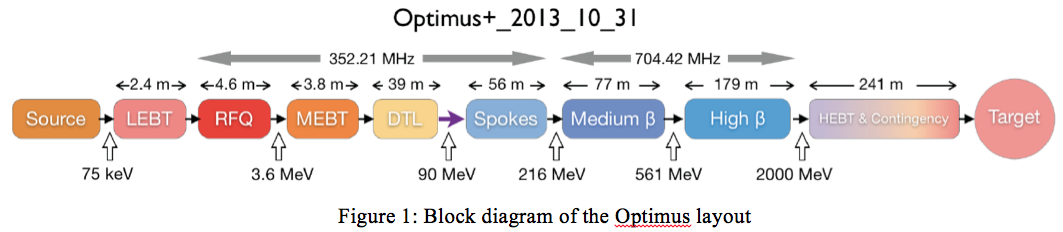 Optimus+_2013_10_31
352.21 MHz 704.42 MHz
2.4 m 4.6 m 3.8 m 39 m 56 m 77 m 179 m 241 m
Source LEBT RFQ MEBT DTL Spokes Medium β High β HEBT & Contingency Target
75 keV 3.6 MeV 90 MeV 216 MeV 561 MeV 2000 MeV
Figure 1: Block diagram of the Optimus layout